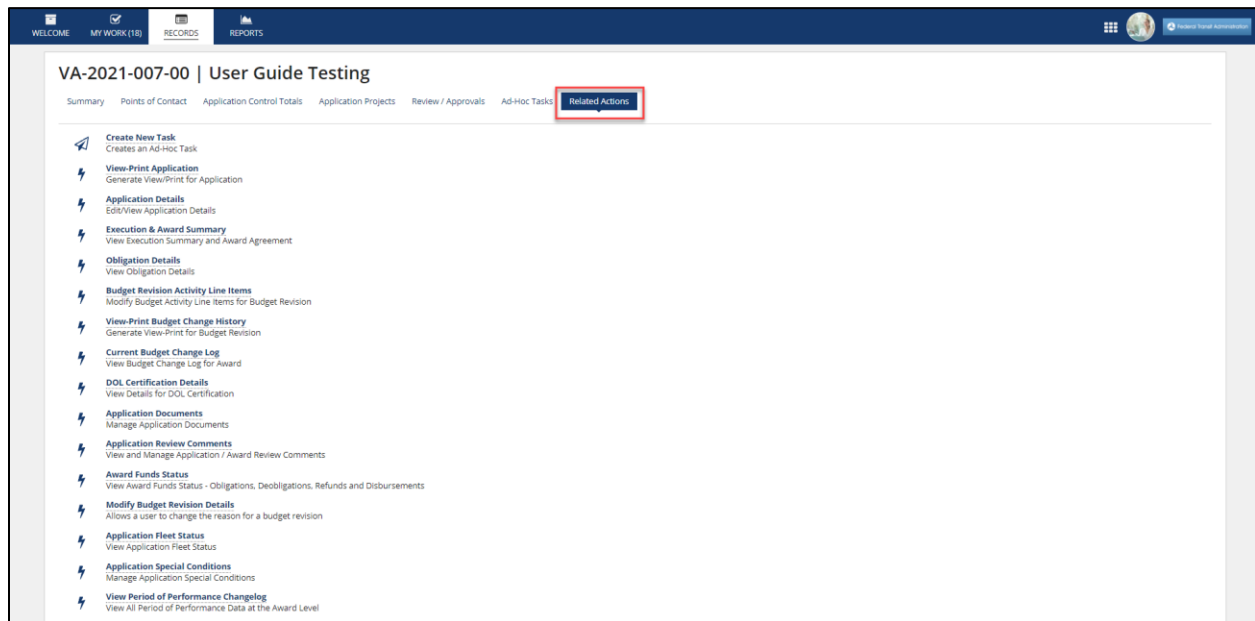 WELCOME MY WORK (18) RECORDS REPORTS
Federal Transit Administration
VA-2021-007-00 | User Guide Testing
Summary Points of Contact Application Control Totals Application Projects Review / Approvals Ad-Hoc Tasks Related Actions
Create New Task
Creates an Ad-Hoc Task
View-Print Application
Generate View/Print for Application
Application Details
Edit/View Application Details
Execution & Award Summary
View Execution Summary and Award Agreement
Obligation Details
View Obligation Details
Budget Revision Activity Line Items
Modify Budget Activity Line Items for Budget Revision
View-Print Budget Change History
Generate View-Print for Budget Revision
Current Budget Change Log
View Budget Change Log for Award
DOL Certification Details
View Details for DOL Certification
Application Documents
Manage Application Documents
Application Review Comments
View and Manage Application / Award Review Comments
Award Funds Status
View Award Funds Status - Obligations, Deobligations, Refunds and Disbursements
Modify Budget Revision Details
Allows a user to change the reason for a budget revision
Application Fleet Status
View Application Fleet Status
Application Special Conditions
Manage Application Special Conditions
View Period of Performance Changelog
View All Period of Performance Data at the Award Level